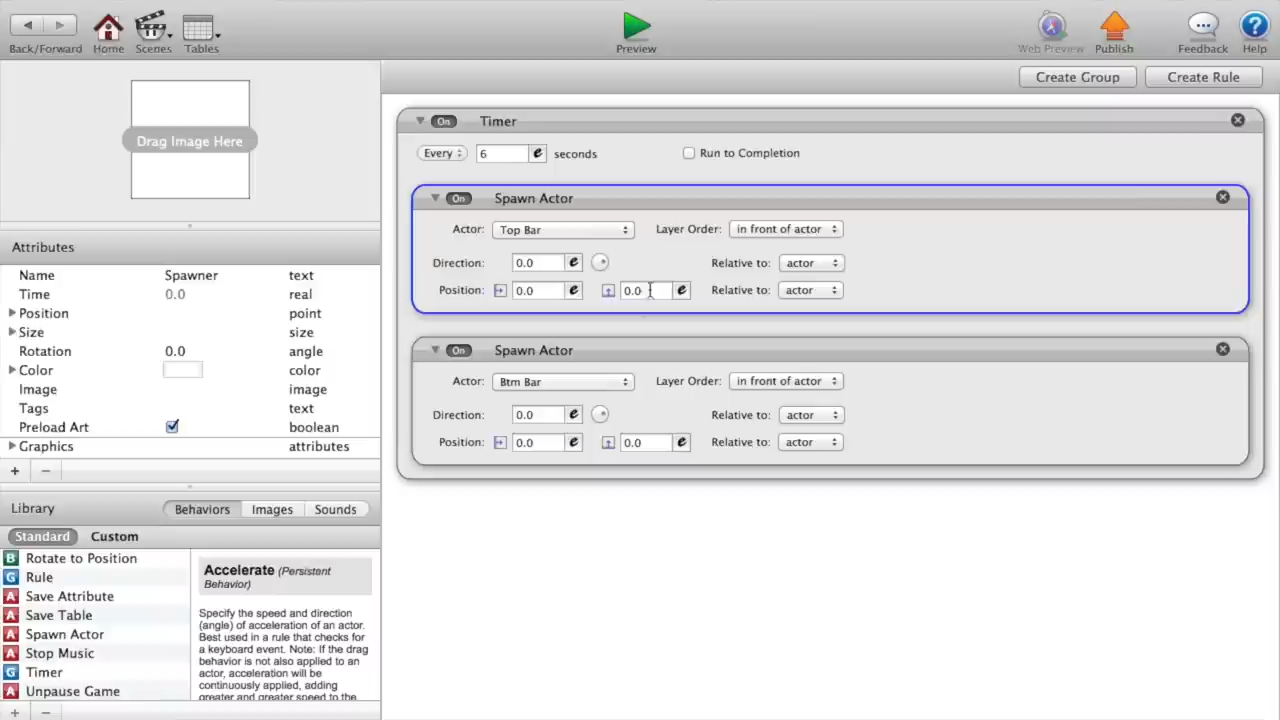 Back/Forward Home Scenes Tables Preview Web Preview Publish Feedback Help
Create Group Create Rule
Drag Image Here
Attributes
Name Spawner text
Time 0.0 real
Position point
Size size
Rotation 0.0 angle
Color color
Image image
Tags text
Preload Art boolean
Graphics attributes
+ −
Library Behaviors Images Sounds
Standard Custom
B Rotate to Position
G Rule
A Save Attribute
A Save Table
A Spawn Actor
A Stop Music
G Timer
A Unpause Game
Accelerate (Persistent
Behavior)
Specify the speed and direction
(angle) of acceleration of an actor.
Best used in a rule that checks for
a keyboard event. Note: If the drag
behavior is not also applied to an
actor, acceleration will be
continuously applied, adding
greater and greater speed to the
+ −
On Timer
Every 6 e seconds Run to Completion
On Spawn Actor
Actor: Top Bar Layer Order: in front of actor
Direction: 0.0 e Relative to: actor
Position: 0.0 e 0.0 e Relative to: actor
On Spawn Actor
Actor: Btm Bar Layer Order: in front of actor
Direction: 0.0 e Relative to: actor
Position: 0.0 e 0.0 e Relative to: actor